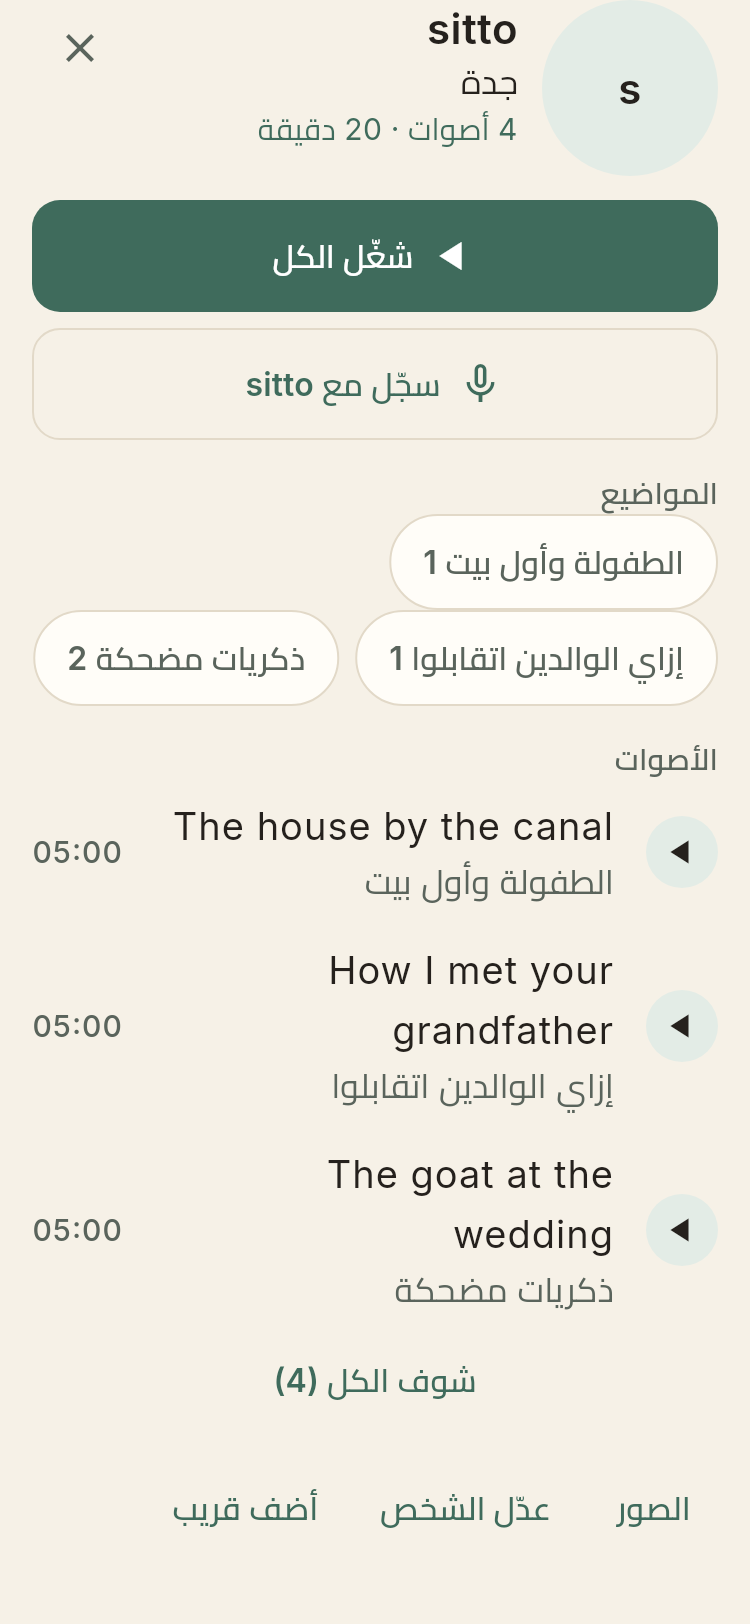 s
sitto
جدة
4 أصوات · 20 دقيقة
شغّل الكل
سجّل مع sitto
المواضيع
الطفولة وأول بيت 1
إزاي الوالدين اتقابلوا 1
ذكريات مضحكة 2
الأصوات
The house by the canal
الطفولة وأول بيت
05:00
How I met your
grandfather
إزاي الوالدين اتقابلوا
05:00
The goat at the
wedding
ذكريات مضحكة
05:00
شوف الكل (4)
الصور
عدّل الشخص
أضف قريب